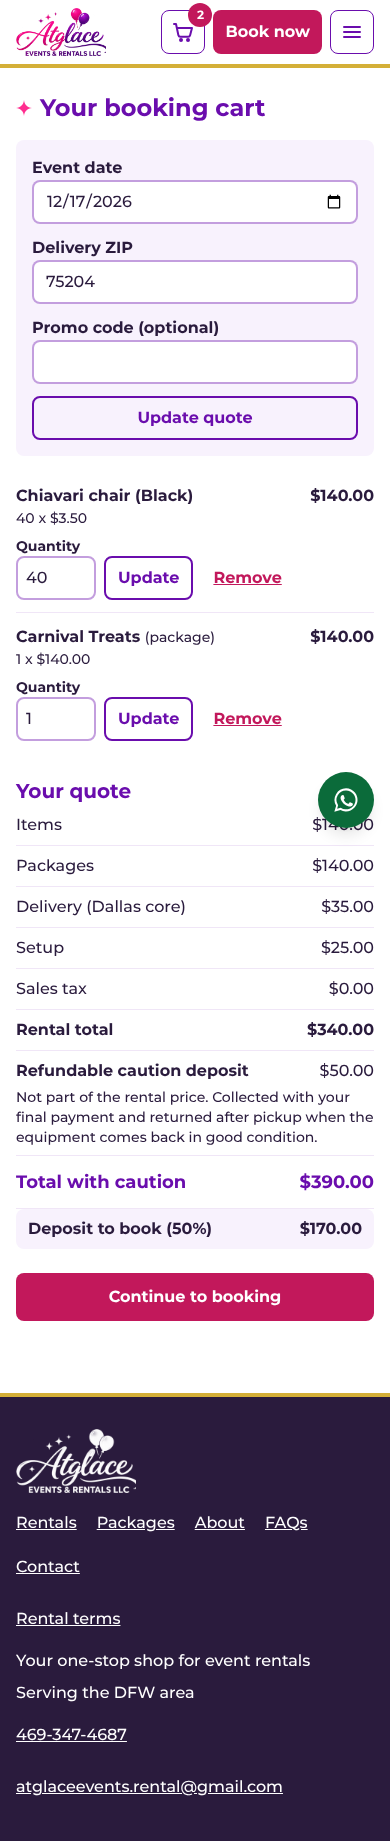 Atglace
EVENTS & RENTALS LLC
2
Book now
Your booking cart
Event date
12/17/2026
Delivery ZIP
75204
Promo code (optional)
Update quote
Chiavari chair (Black) $140.00
40 x $3.50
Quantity
40 Update Remove
Carnival Treats (package) $140.00
1 x $140.00
Quantity
1 Update Remove
Your quote
Items $140.00
Packages $140.00
Delivery (Dallas core) $35.00
Setup $25.00
Sales tax $0.00
Rental total $340.00
Refundable caution deposit $50.00
Not part of the rental price. Collected with your
final payment and returned after pickup when the
equipment comes back in good condition.
Total with caution $390.00
Deposit to book (50%) $170.00
Continue to booking
Atglace
EVENTS & RENTALS LLC
Rentals Packages About FAQs
Contact
Rental terms
Your one-stop shop for event rentals
Serving the DFW area
469-347-4687
atglaceevents.rental@gmail.com